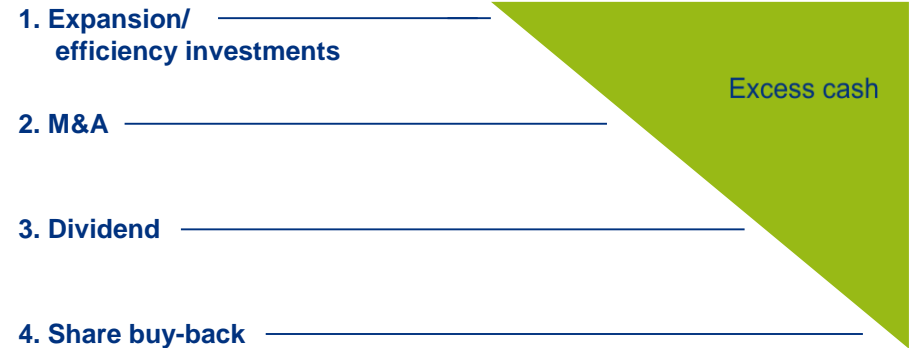 1. Expansion/
efficiency investments
Excess cash
2. M&A
3. Dividend
4. Share buy-back